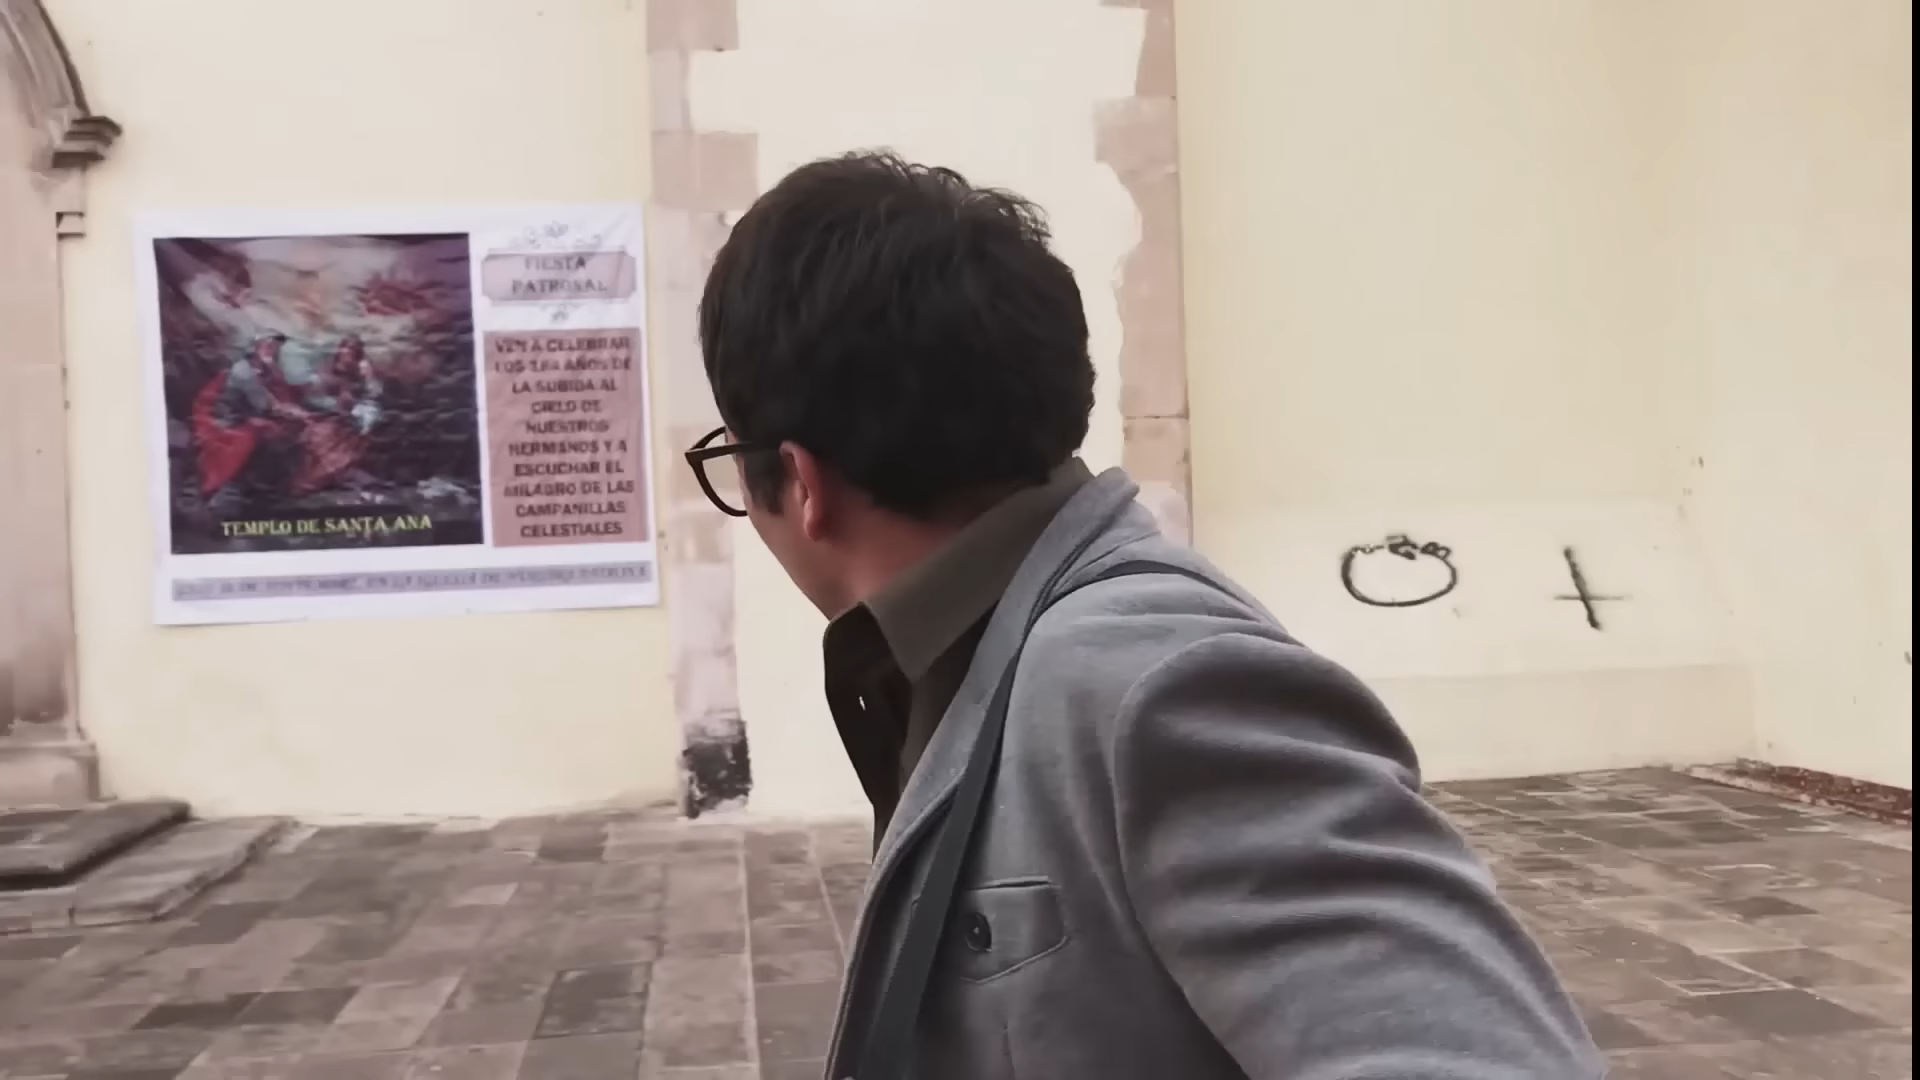 FIESTA
PATRONAL
VEN A CELEBRAR
LOS AÑOS DE
LA SUBIDA AL
CIELO DE
NUESTROS
HERMANOS Y A
ESCUCHAR EL
MILAGRO DE LAS
CAMPANILLAS
CELESTIALES
TEMPLO DE SANTA ANA